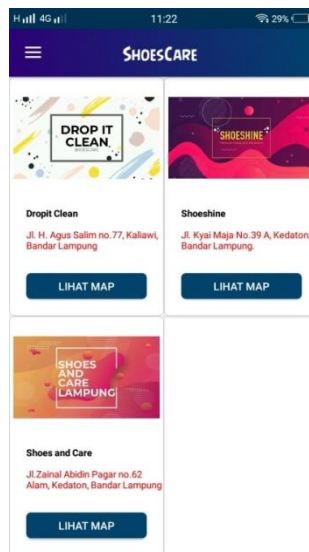 H 4G 11:22 29%
SHOESCARE
DROP IT
CLEAN
SHOESHINE
Dropit Clean
Jl. H. Agus Salim no.77, Kaliawi,
Bandar Lampung
LIHAT MAP
Shoeshine
Jl. Kyai Maja No.39 A, Kedaton,
Bandar Lampung.
LIHAT MAP
SHOES
AND
CARE
LAMPUNG
Shoes and Care
Jl.Zainal Abidin Pagar no.62
Alam, Kedaton, Bandar Lampung
LIHAT MAP